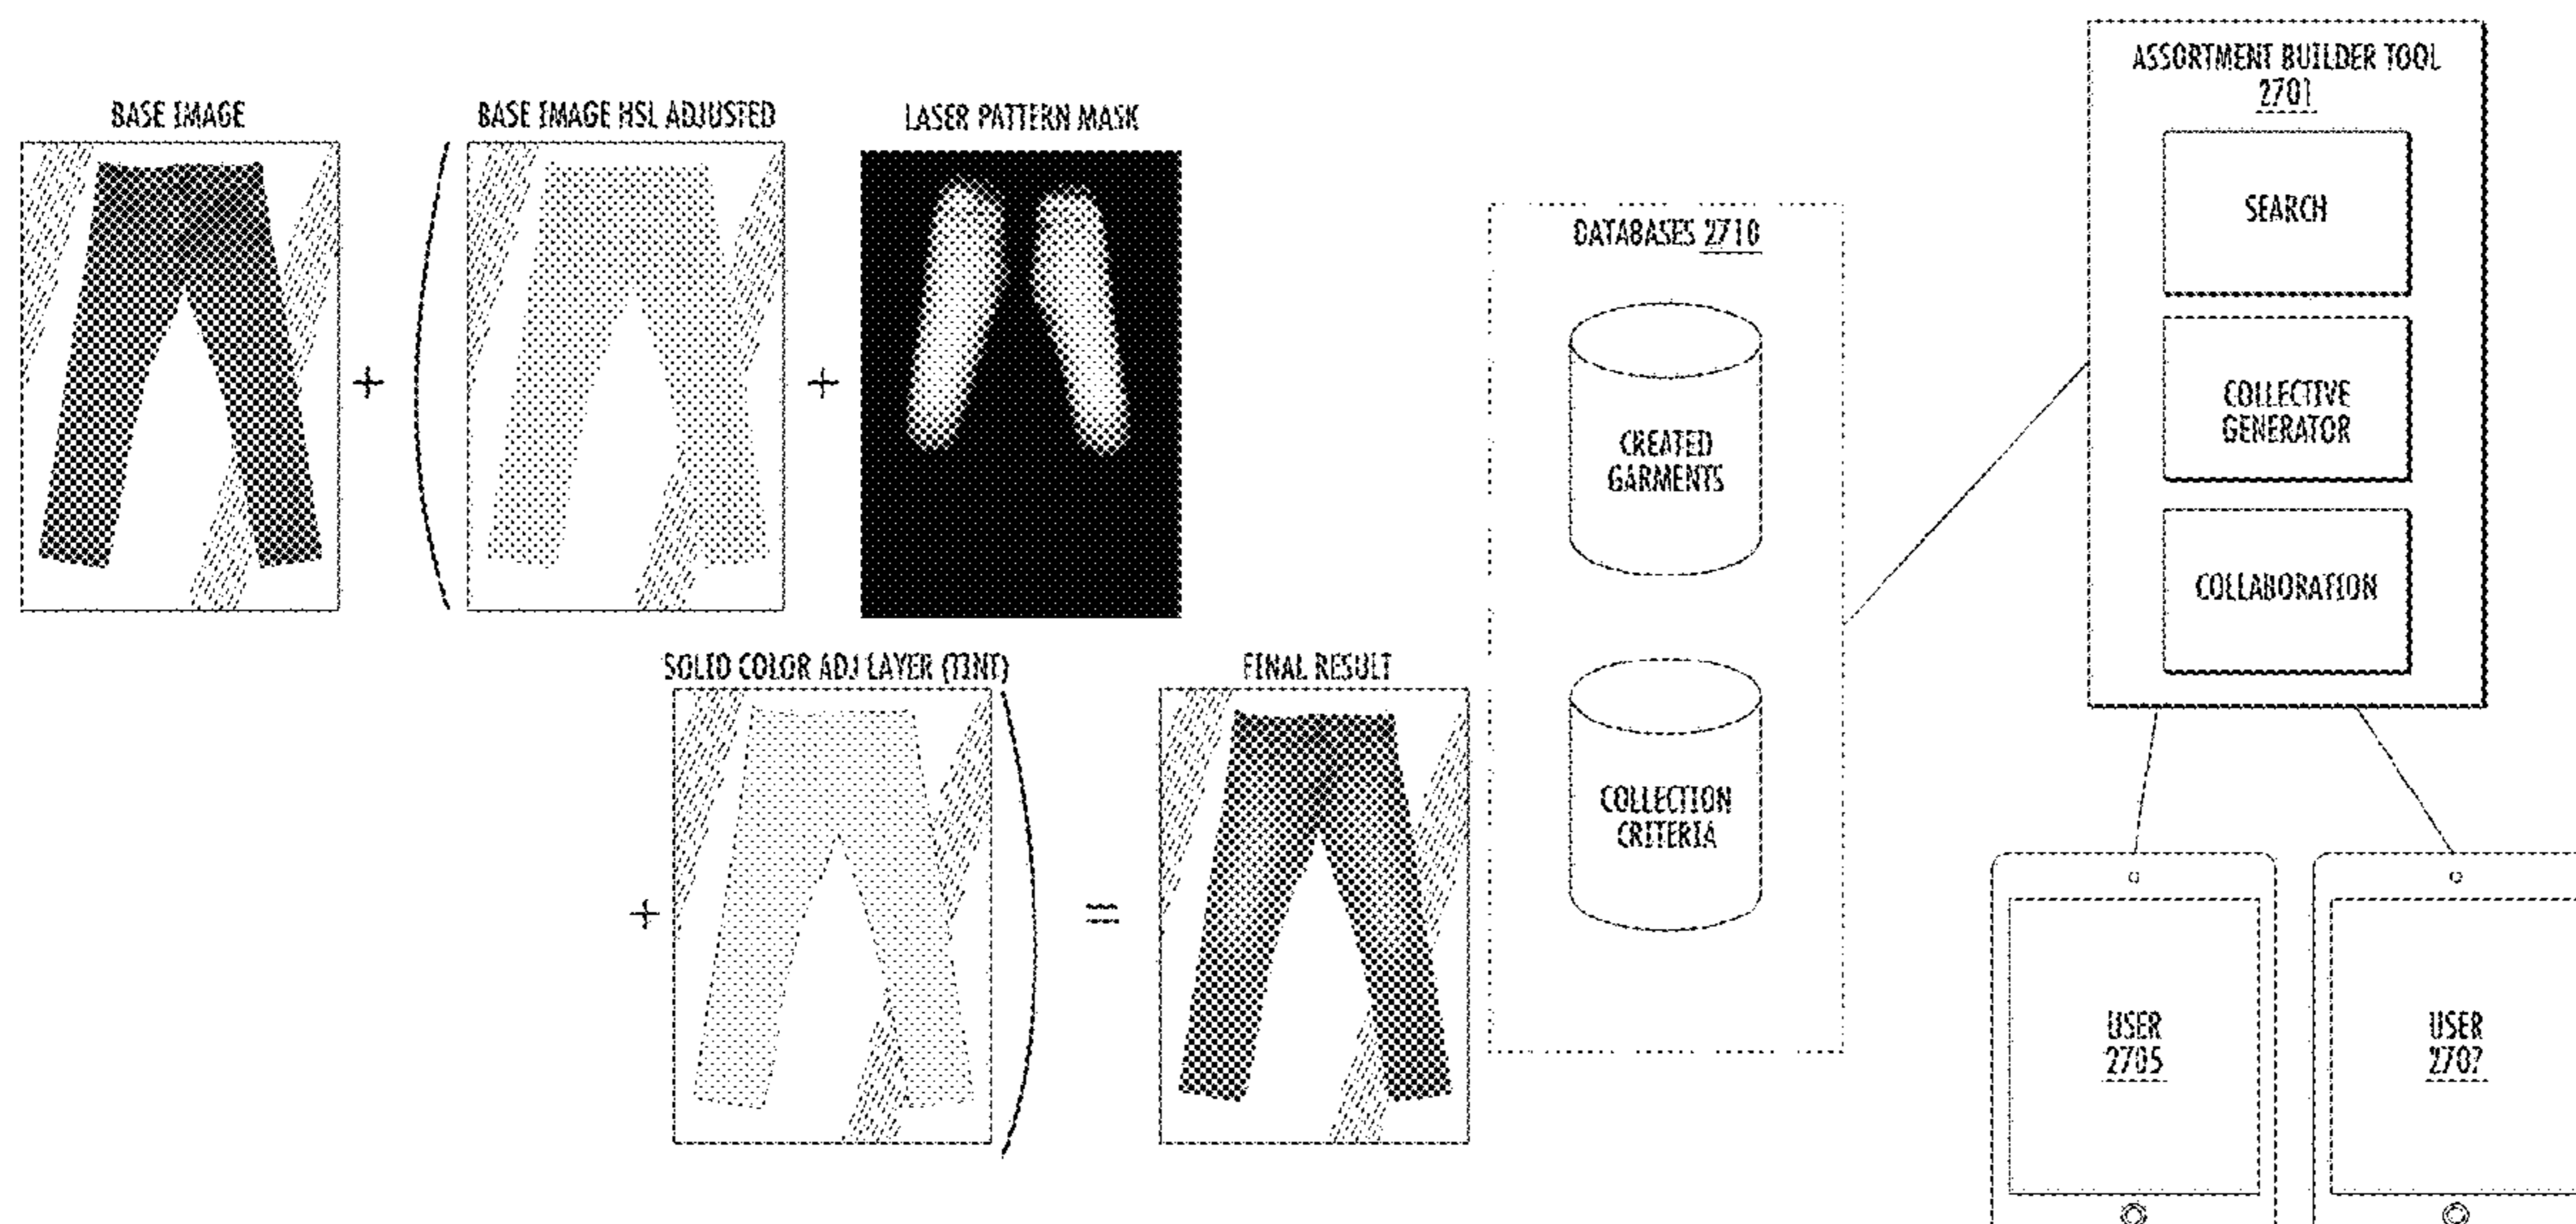 BASE IMAGE
BASE IMAGE HSL ADJUSTED
LASER PATTERN MASK
+
+
SOLID COLOR ADJ LAYER (TINT)
FINAL RESULT
+
=
DATABASES 2710
CREATED
GARMENTS
COLLECTION
CRITERIA
ASSORTMENT BUILDER TOOL
2701
SEARCH
COLLECTIVE
GENERATOR
COLLABORATION
USER
2705
USER
2707